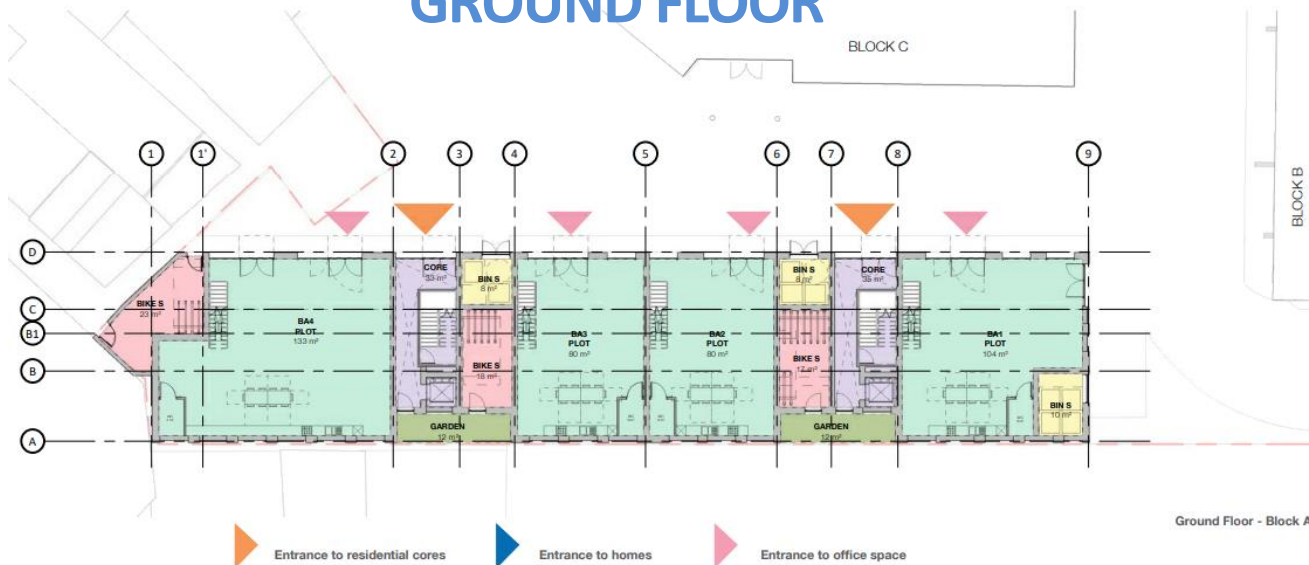 GROUND FLOOR
BLOCK C
BLOCK B
1
1'
2
3
4
5
6
7
8
9
D
C
B1
B
A
BIKE S
23 m²
BA4
PLOT
133 m²
CORE
33 m²
BIN S
8 m²
BIKE S
18 m²
GARDEN
12 m²
BA3
PLOT
80 m²
BA2
PLOT
80 m²
BIN S
8 m²
BIKE S
17 m²
CORE
GARDEN
12 m²
BA1
PLOT
104 m²
BIN S
10 m²
Ground Floor - Block A
Entrance to residential cores
Entrance to homes
Entrance to office space